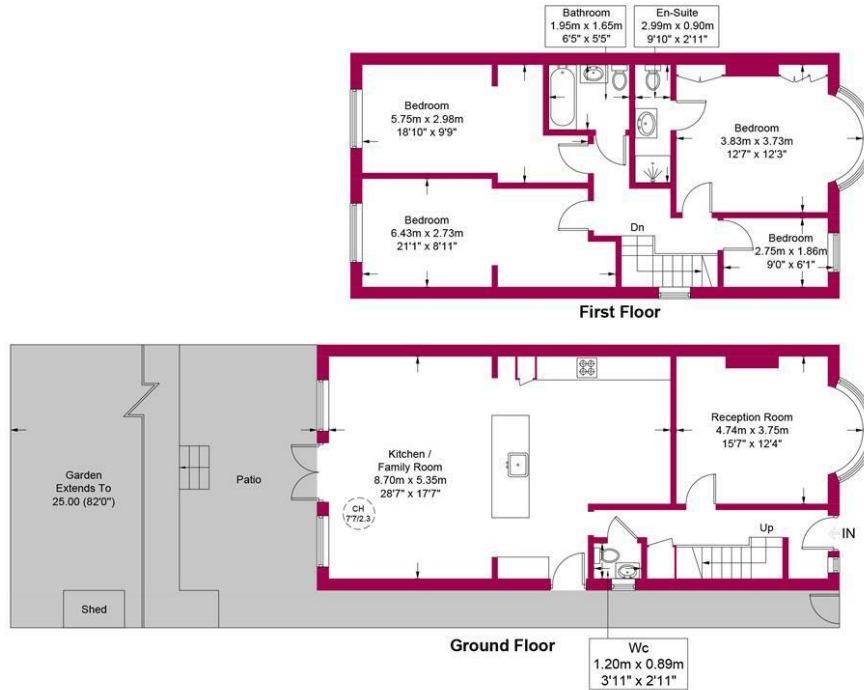 Bathroom
1.95m x 1.65m
6'5" x 5'5"
En-Suite
2.99m x 0.90m
9'10" x 2'11"
Bedroom
5.75m x 2.98m
18'10" x 9'9"
Bedroom
3.83m x 3.73m
12'7" x 12'3"
Bedroom
6.43m x 2.73m
21'1" x 8'11"
Dn
Bedroom
2.75m x 1.86m
9'0" x 6'1"
First Floor
Reception Room
4.74m x 3.75m
15'7" x 12'4"
Kitchen /
Family Room
8.70m x 5.35m
28'7" x 17'7"
Garden
Extends To
25.00 (82'0")
Patio
CH
7'7/2.3
Up
IN
Shed
Ground Floor
Wc
1.20m x 0.89m
3'11" x 2'11"